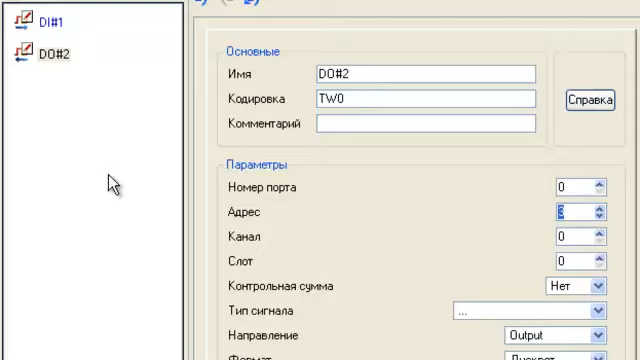 DI#1
DO#2
Основные
Имя DO#2
Кодировка TW0
Комментарий
Справка
Параметры
Номер порта 0
Адрес 3
Канал 0
Слот 0
Контрольная сумма Нет
Тип сигнала ...
Направление Output
Формат Дискрет